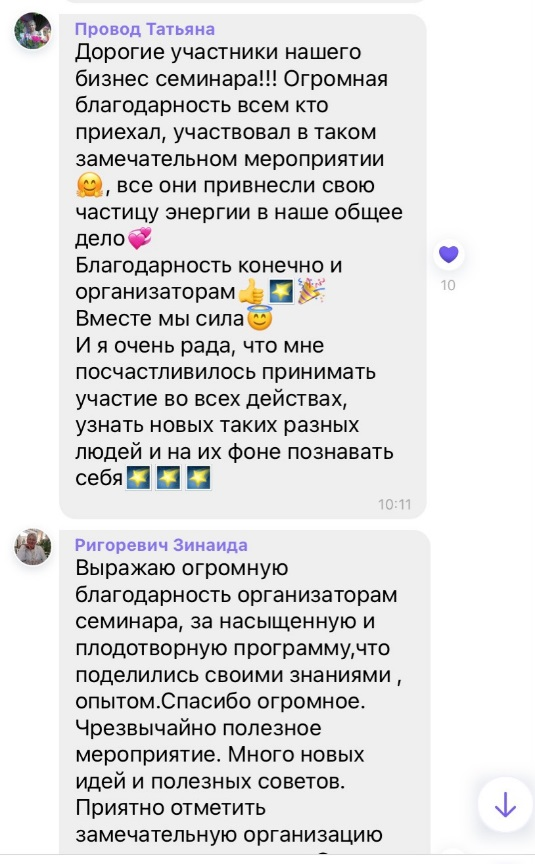 Провод Татьяна
Дорогие участники нашего
бизнес семинара!!! Огромная
благодарность всем кто
приехал, участвовал в таком
замечательном мероприятии
🤗, все они привнесли свою
частицу энергии в наше общее
дело💞
Благодарность конечно и
организаторам👍🌠🎉
Вместе мы сила😇
И я очень рада, что мне
посчастливилось принимать
участие во всех действах,
узнать новых таких разных
людей и на их фоне познавать
себя🌠🌠🌠
10:11
10
Ригоревич Зинаида
Выражаю огромную
благодарность организаторам
семинара, за насыщенную и
плодотворную программу,что
поделились своими знаниями ,
опытом.Спасибо огромное.
Чрезвычайно полезное
мероприятие. Много новых
идей и полезных советов.
Приятно отметить
замечательную организацию